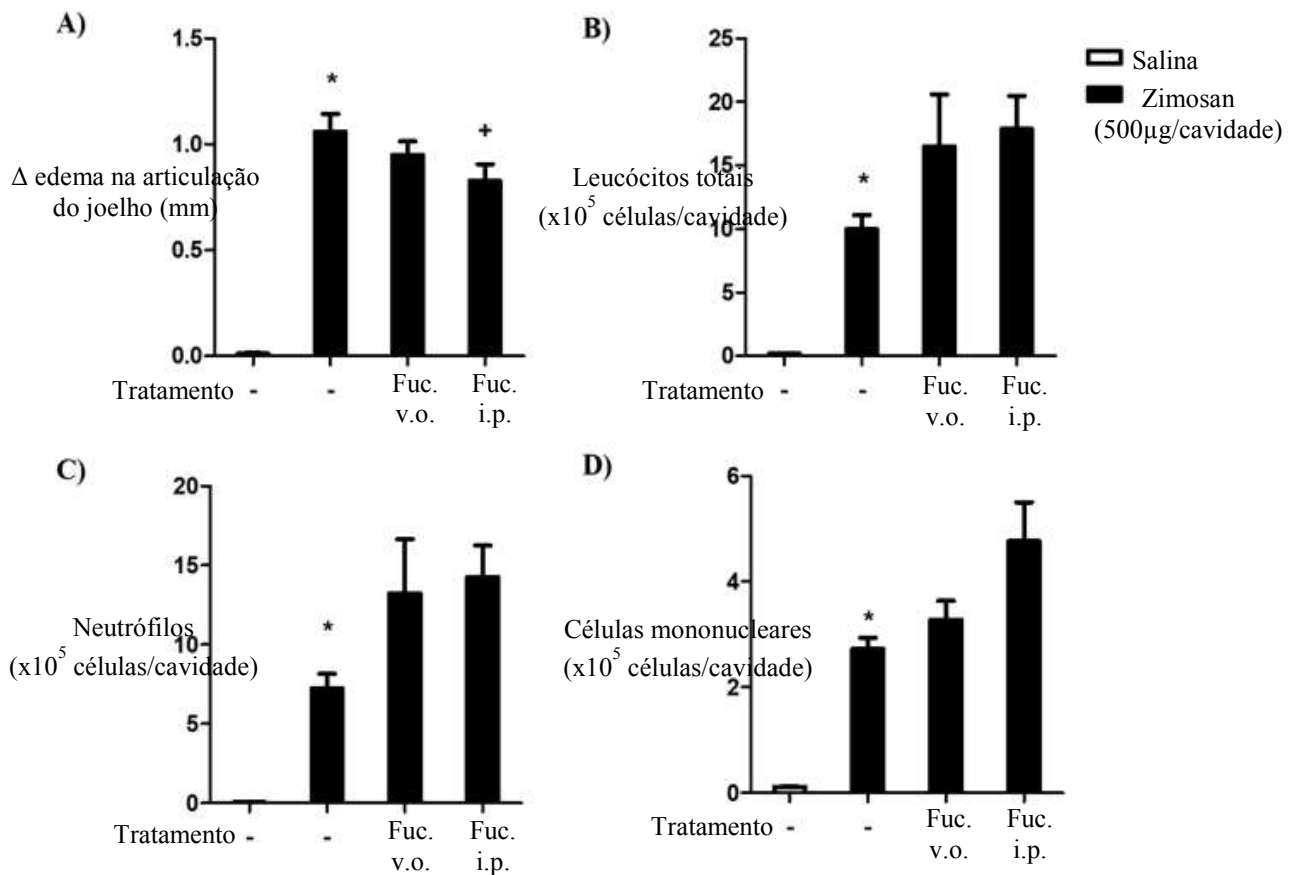 A)
1.5
1.0
0.5
0.0
Δ edema na articulação
do joelho (mm)
*
+
Tratamento - - Fuc. Fuc.
v.o. i.p.
B)
25
20
15
10
5
0
Leucócitos totais
(x10⁵ células/cavidade)
*
Tratamento - - Fuc. Fuc.
v.o. i.p.
Salina
Zimosan
(500µg/cavidade)
C)
20
15
10
5
0
Neutrófilos
(x10⁵ células/cavidade)
*
Tratamento - - Fuc. Fuc.
v.o. i.p.
D)
6
4
2
0
Células mononucleares
(x10⁵ células/cavidade)
*
Tratamento - - Fuc. Fuc.
v.o. i.p.